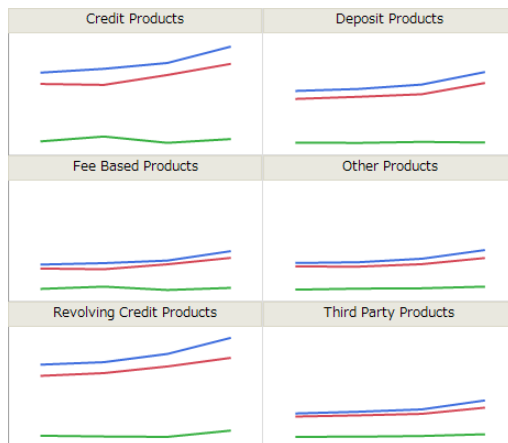 Credit Products
Deposit Products
Fee Based Products
Other Products
Revolving Credit Products
Third Party Products